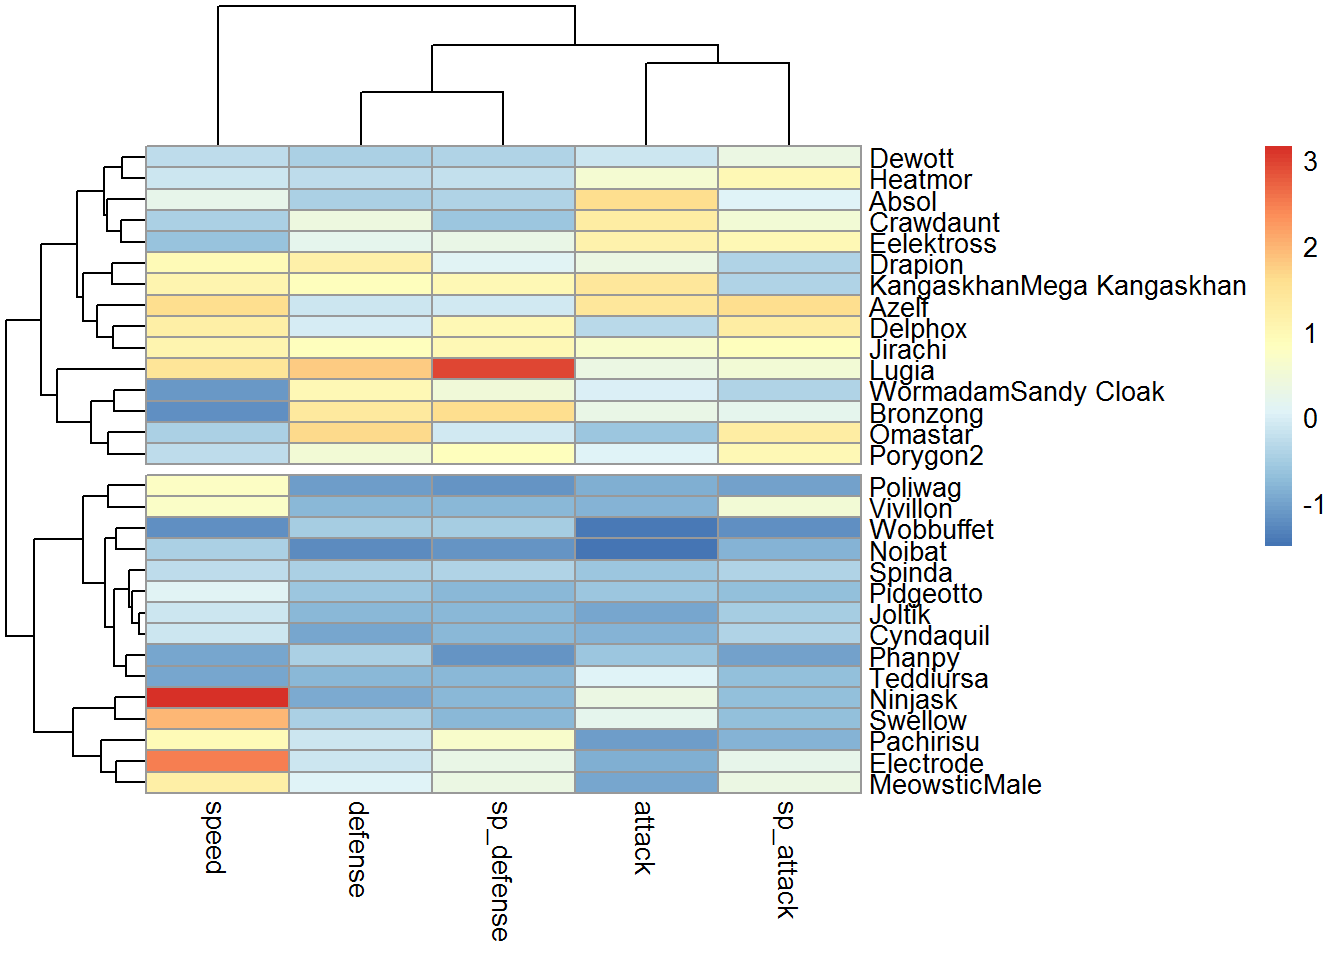 Dewott
Heatmor
Absol
Crawdaunt
Eelektross
Drapion
KangaskhanMega Kangaskhan
Azelf
Delphox
Jirachi
Lugia
WormadamSandy Cloak
Bronzong
Omastar
Porygon2
Poliwag
Vivillon
Wobbuffet
Noibat
Spinda
Pidgeotto
Joltik
Cyndaquil
Phanpy
Teddiursa
Ninjask
Swellow
Pachirisu
Electrode
MeowsticMale
3
2
1
0
-1
speed
defense
sp_defense
attack
sp_attack